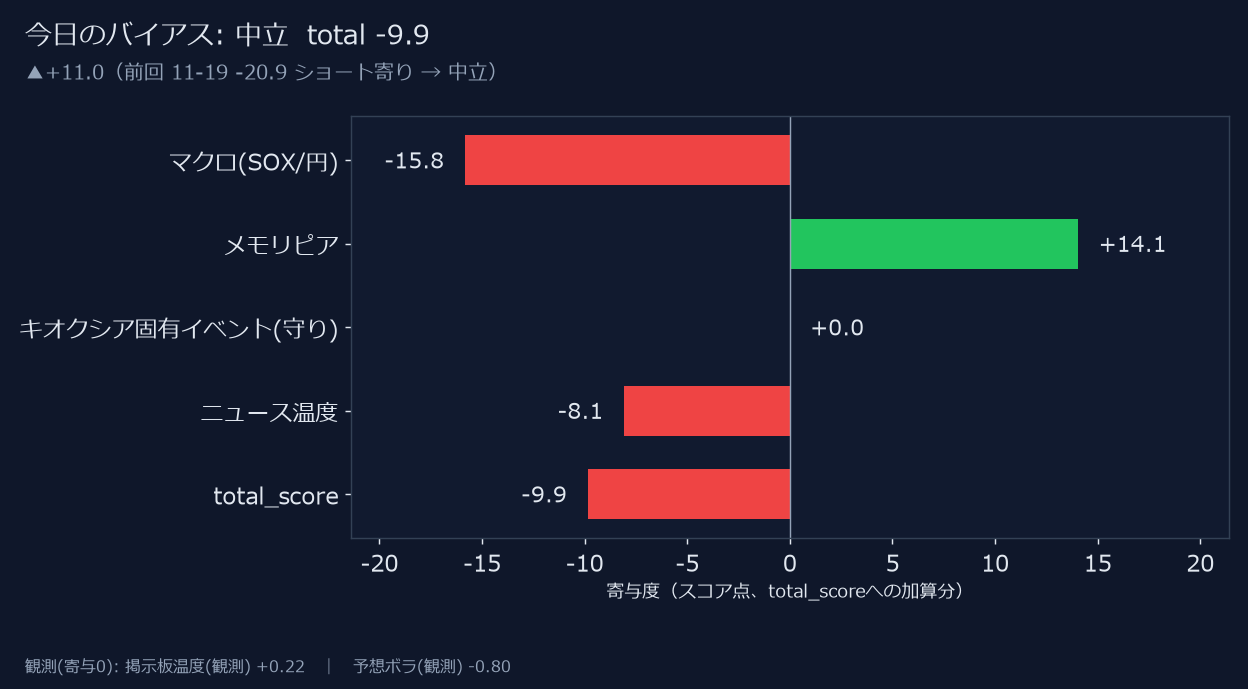 今日のバイアス: 中立  total -9.9
▲+11.0（前回 11-19 -20.9 ショート寄り → 中立）
マクロ(SOX/円)
-15.8
メモリピア
+14.1
キオクシア固有イベント(守り)
+0.0
ニュース温度
-8.1
total_score
-9.9
-20 -15 -10 -5 0 5 10 15 20
寄与度（スコア点、total_scoreへの加算分）
観測(寄与0): 掲示板温度(観測) +0.22 | 予想ボラ(観測) -0.80